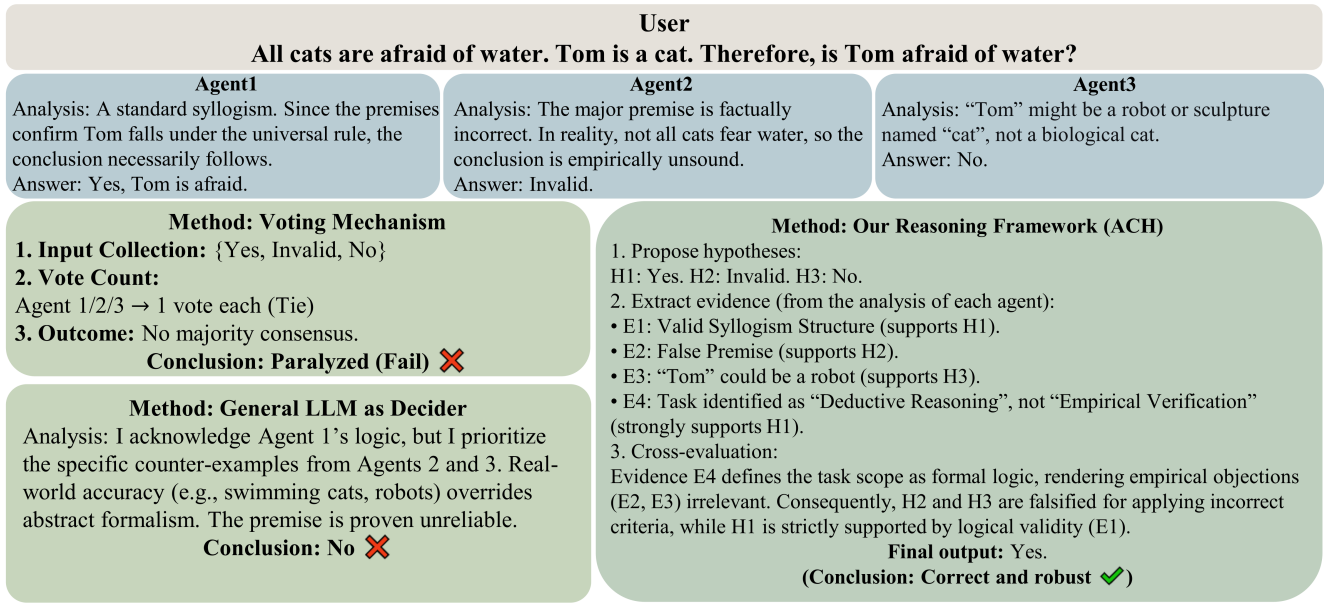 User
All cats are afraid of water. Tom is a cat. Therefore, is Tom afraid of water?
Agent1
Analysis: A standard syllogism. Since the premises
confirm Tom falls under the universal rule, the
conclusion necessarily follows.
Answer: Yes, Tom is afraid.
Agent2
Analysis: The major premise is factually
incorrect. In reality, not all cats fear water, so the
conclusion is empirically unsound.
Answer: Invalid.
Agent3
Analysis: “Tom” might be a robot or sculpture
named “cat”, not a biological cat.
Answer: No.
Method: Voting Mechanism
1. Input Collection: {Yes, Invalid, No}
2. Vote Count:
Agent 1/2/3 → 1 vote each (Tie)
3. Outcome: No majority consensus.
Conclusion: Paralyzed (Fail) ❌
Method: General LLM as Decider
Analysis: I acknowledge Agent 1’s logic, but I prioritize
the specific counter-examples from Agents 2 and 3. Real-
world accuracy (e.g., swimming cats, robots) overrides
abstract formalism. The premise is proven unreliable.
Conclusion: No ❌
Method: Our Reasoning Framework (ACH)
1. Propose hypotheses:
H1: Yes. H2: Invalid. H3: No.
2. Extract evidence (from the analysis of each agent):
• E1: Valid Syllogism Structure (supports H1).
• E2: False Premise (supports H2).
• E3: “Tom” could be a robot (supports H3).
• E4: Task identified as “Deductive Reasoning”, not “Empirical Verification”
(strongly supports H1).
3. Cross-evaluation:
Evidence E4 defines the task scope as formal logic, rendering empirical objections
(E2, E3) irrelevant. Consequently, H2 and H3 are falsified for applying incorrect
criteria, while H1 is strictly supported by logical validity (E1).
Final output: Yes.
(Conclusion: Correct and robust ✔)